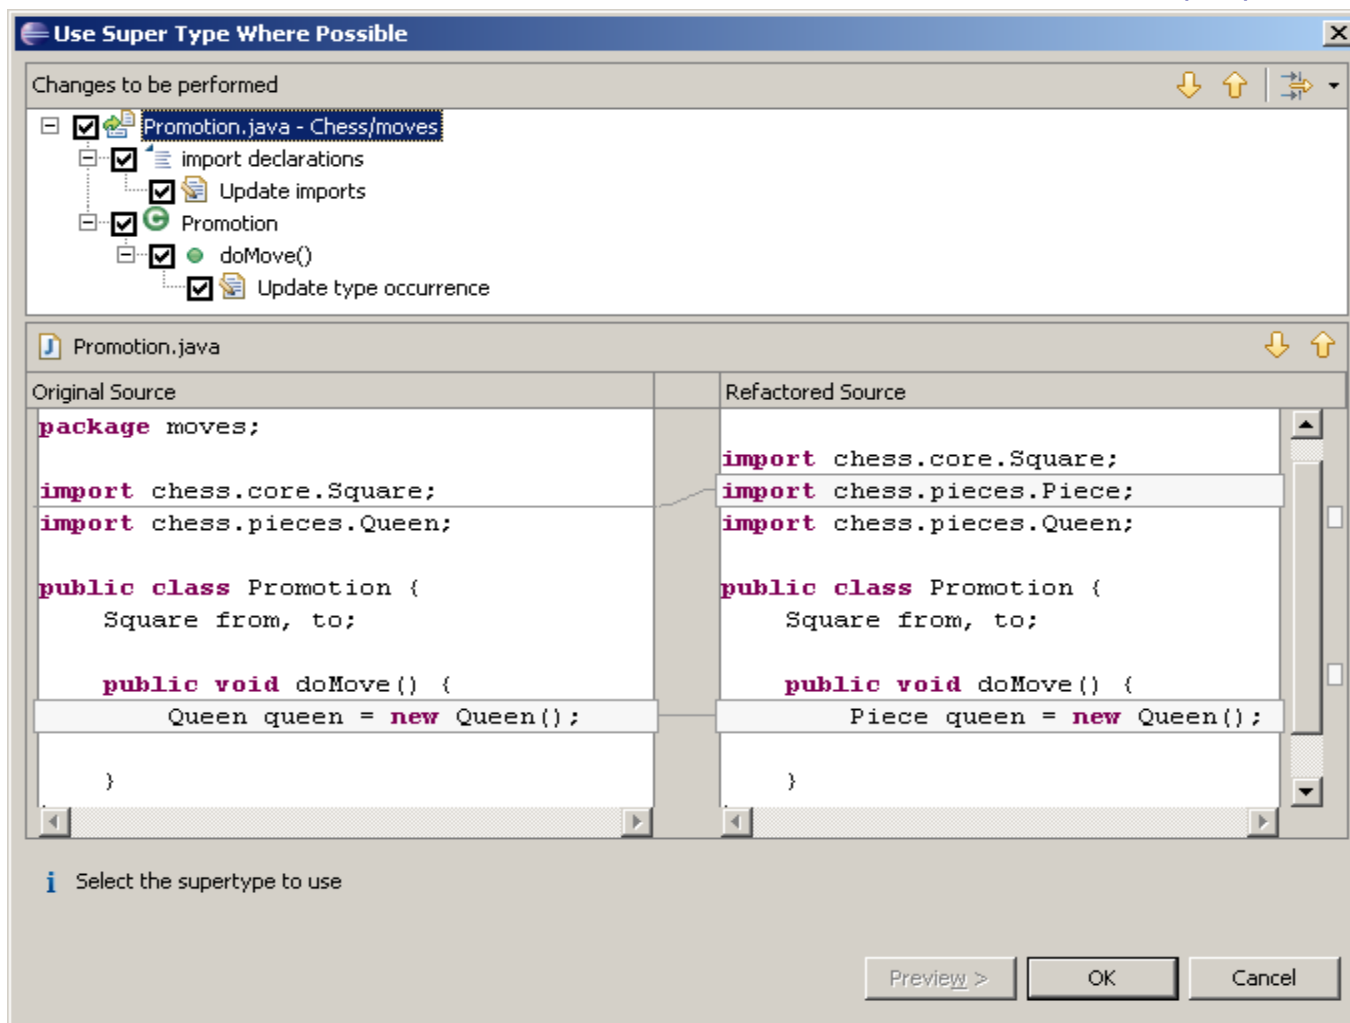 Use Super Type Where Possible
Changes to be performed
Promotion.java - Chess/moves
import declarations
Update imports
Promotion
doMove()
Update type occurrence
Promotion.java
Original Source
package moves;
import chess.core.Square;
import chess.pieces.Queen;
public class Promotion {
Square from, to;
public void doMove() {
Queen queen = new Queen();
}
Refactored Source
import chess.core.Square;
import chess.pieces.Piece;
import chess.pieces.Queen;
public class Promotion {
Square from, to;
public void doMove() {
Piece queen = new Queen();
}
i Select the supertype to use
Preview >
OK
Cancel